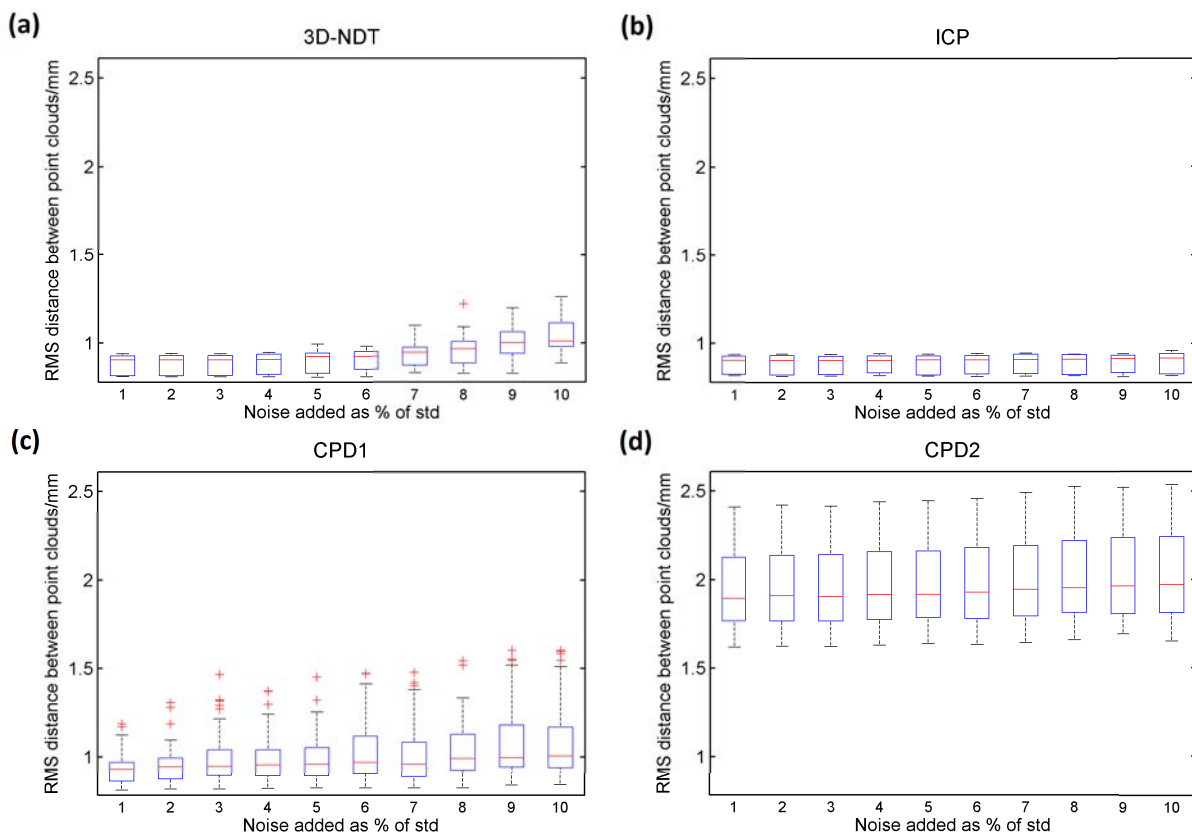 (a)
3D-NDT
RMS distance between point clouds/mm
2.5
2
1.5
1
1 2 3 4 5 6 7 8 9 10
Noise added as % of std
(b)
ICP
RMS distance between point clouds/mm
2.5
2
1.5
1
1 2 3 4 5 6 7 8 9 10
Noise added as % of std
(c)
CPD1
RMS distance between point clouds/mm
2.5
2
1.5
1
1 2 3 4 5 6 7 8 9 10
Noise added as % of std
(d)
CPD2
RMS distance between point clouds/mm
2.5
2
1.5
1
1 2 3 4 5 6 7 8 9 10
Noise added as % of std